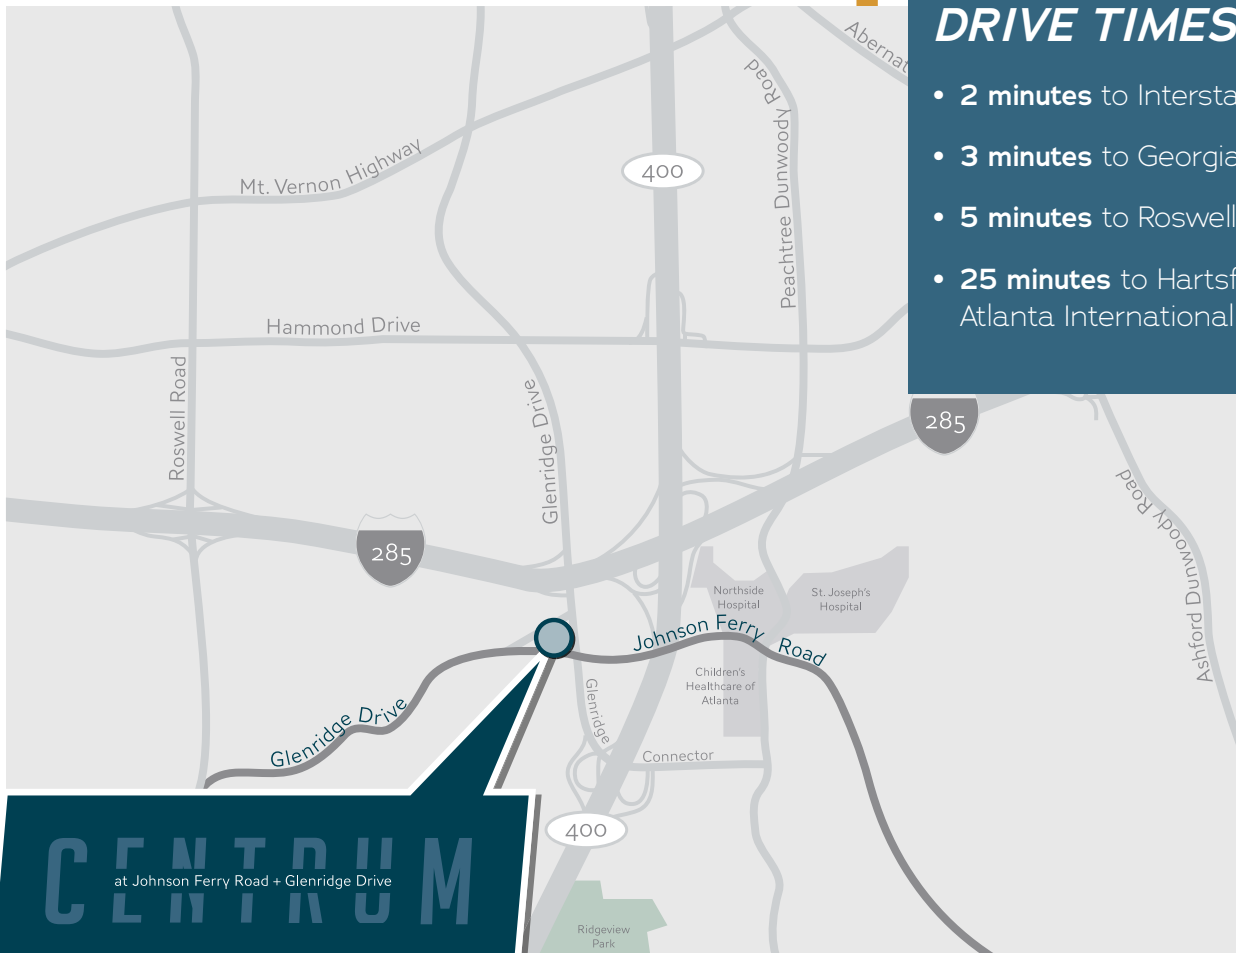 DRIVE TIMES
• 2 minutes to Intersta
• 3 minutes to Georgia
• 5 minutes to Roswell
• 25 minutes to Hartsf
Atlanta International
Abernat
Peachtree Dunwoody Road
400
Mt. Vernon Highway
Hammond Drive
Roswell Road
Glenridge Drive
285
285
Ashford Dunwoody Road
Northside
Hospital
St. Joseph's
Hospital
Johnson Ferry Road
Children's
Healthcare of
Atlanta
Glenridge
Connector
Glenridge Drive
400
CENTRUM
at Johnson Ferry Road + Glenridge Drive
Ridgeview
Park